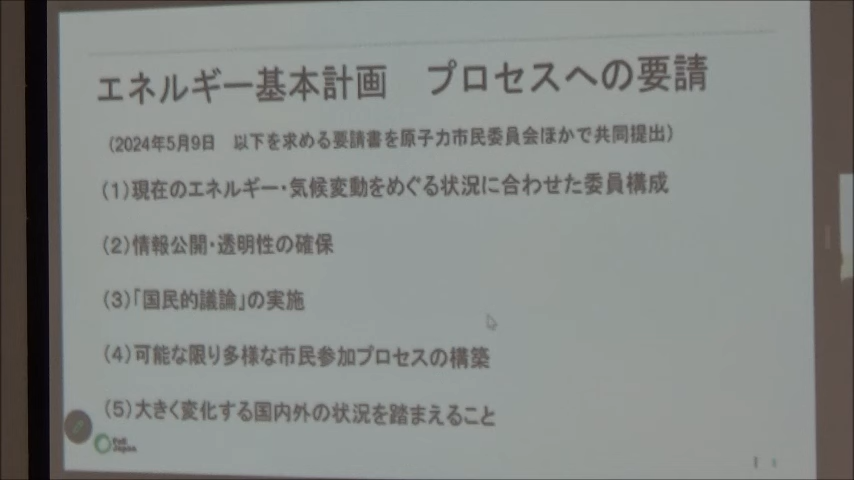 エネルギー基本計画　プロセスへの要請
(2024年5月9日　以下を求める要請書を原子力市民委員会ほかで共同提出)
(1)現在のエネルギー・気候変動をめぐる状況に合わせた委員構成
(2)情報公開・透明性の確保
(3)「国民的議論」の実施
(4)可能な限り多様な市民参加プロセスの構築
(5)大きく変化する国内外の状況を踏まえること
FoE
Japan